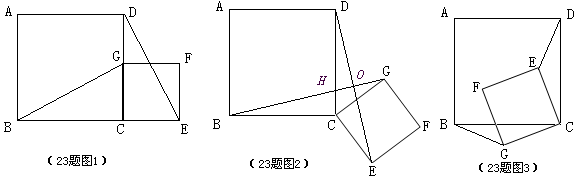 A D G F B C E
（23题图1）
A D H O G B C F E
（23题图2）
A D E F B C G
（23题图3）